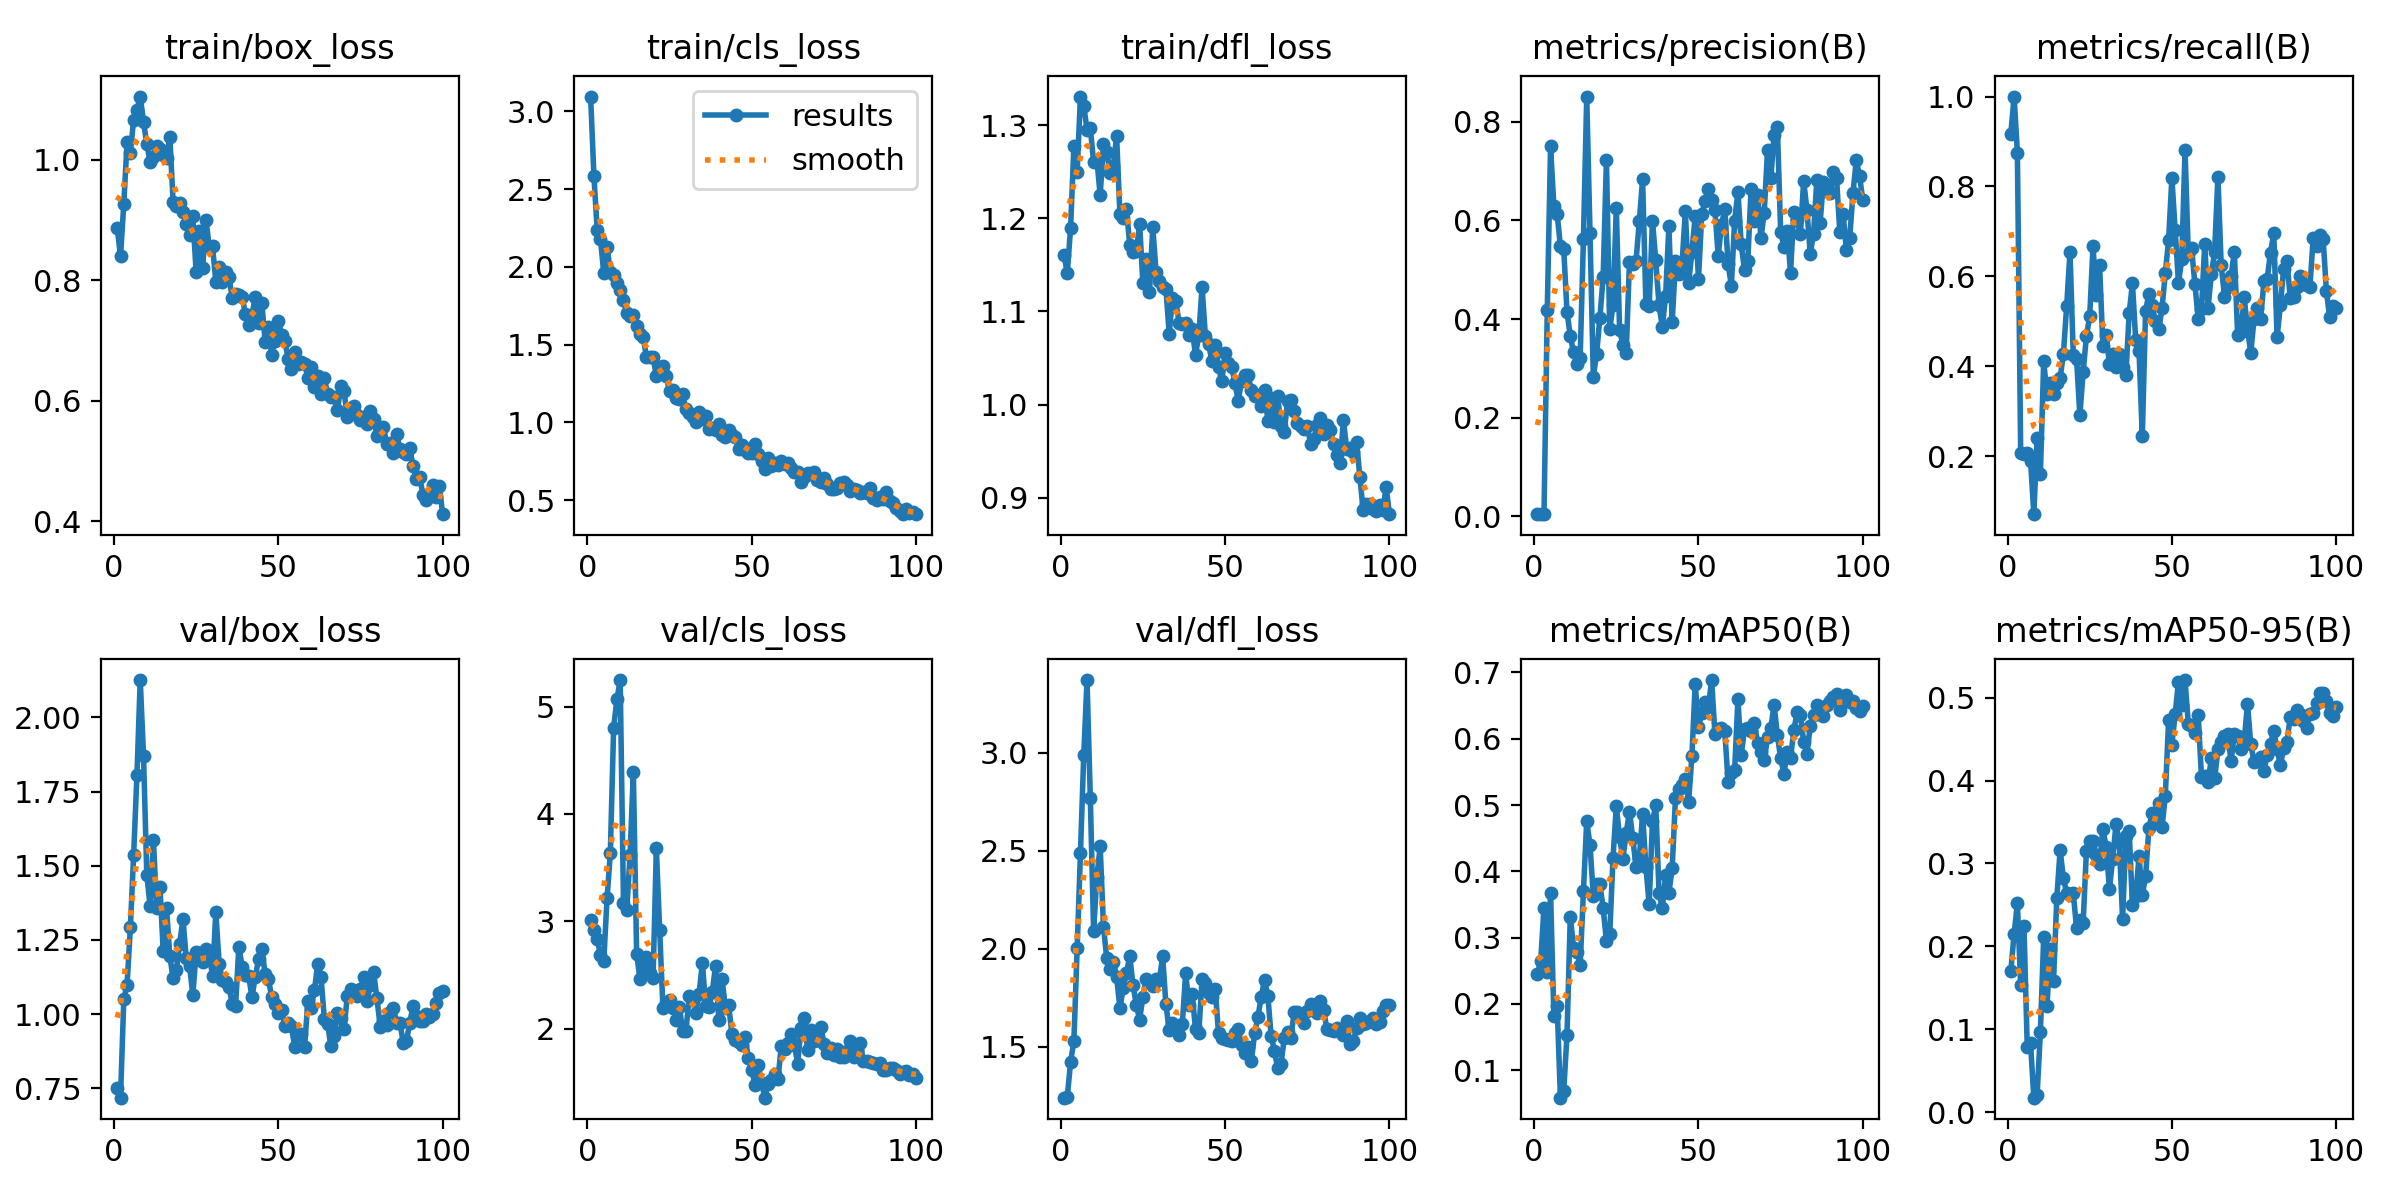 train/box_loss
1.0
0.8
0.6
0.4
0 50 100
train/cls_loss
results
smooth
3.0
2.5
2.0
1.5
1.0
0.5
0 50 100
train/dfl_loss
1.3
1.2
1.1
1.0
0.9
0 50 100
metrics/precision(B)
0.8
0.6
0.4
0.2
0.0
0 50 100
metrics/recall(B)
1.0
0.8
0.6
0.4
0.2
0 50 100
val/box_loss
2.00
1.75
1.50
1.25
1.00
0.75
0 50 100
val/cls_loss
5
4
3
2
0 50 100
val/dfl_loss
3.0
2.5
2.0
1.5
0 50 100
metrics/mAP50(B)
0.7
0.6
0.5
0.4
0.3
0.2
0.1
0 50 100
metrics/mAP50-95(B)
0.5
0.4
0.3
0.2
0.1
0.0
0 50 100